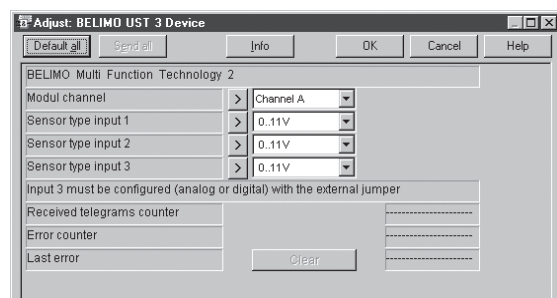 Adjust: BELIMO UST 3 Device
Default all Send all Info OK Cancel Help
BELIMO Multi Function Technology 2
Modul channel > Channel A
Sensor type input 1 > 0..11V
Sensor type input 2 > 0..11V
Sensor type input 3 > 0..11V
Input 3 must be configured (analog or digital) with the external jumper
Received telegrams counter --------------------
Error counter --------------------
Last error Clear --------------------